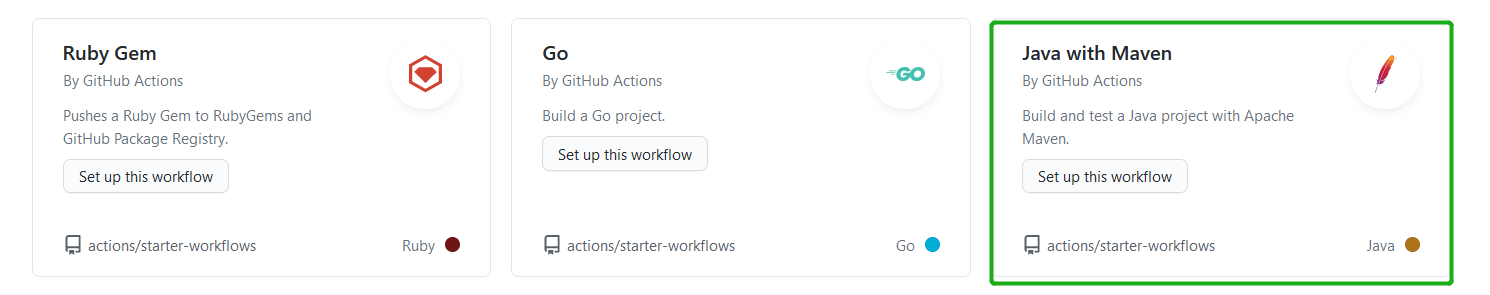 Ruby Gem
By GitHub Actions
Pushes a Ruby Gem to RubyGems and
GitHub Package Registry.
Set up this workflow
actions/starter-workflows
Ruby
Go
By GitHub Actions
GO
Build a Go project.
Set up this workflow
actions/starter-workflows
Go
Java with Maven
By GitHub Actions
Build and test a Java project with Apache
Maven.
Set up this workflow
actions/starter-workflows
Java